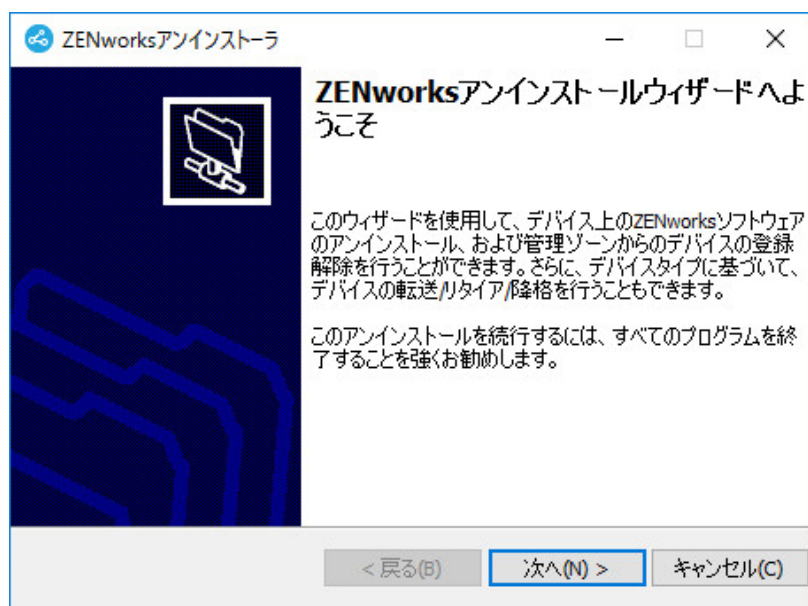 ZENworksアンインストーラ
ZENworksアンインストールウィザードへよ
うこそ
このウィザードを使用して、デバイス上のZENworksソフトウェア
のアンインストール、および管理ゾーンからのデバイスの登録
解除を行うことができます。さらに、デバイスタイプに基づいて、
デバイスの転送/リタイア/降格を行うこともできます。
このアンインストールを続行するには、すべてのプログラムを終
了することを強くお勧めします。
< 戻る(B)
次へ(N) >
キャンセル(C)